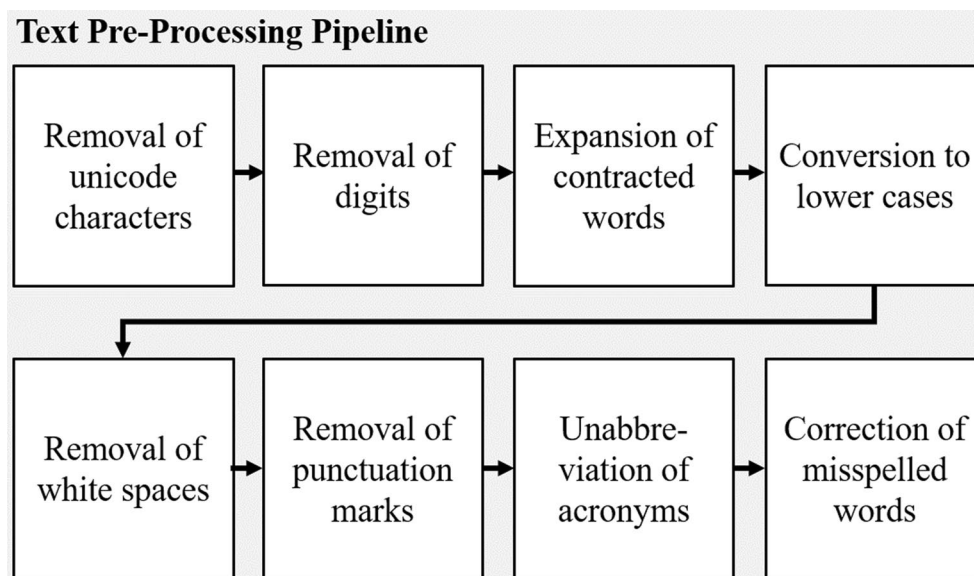 Text Pre-Processing Pipeline
Removal of
unicode
characters
Removal of
digits
Expansion of
contracted
words
Conversion to
lower cases
Removal of
white spaces
Removal of
punctuation
marks
Unabbre-
viation of
acronyms
Correction of
misspelled
words